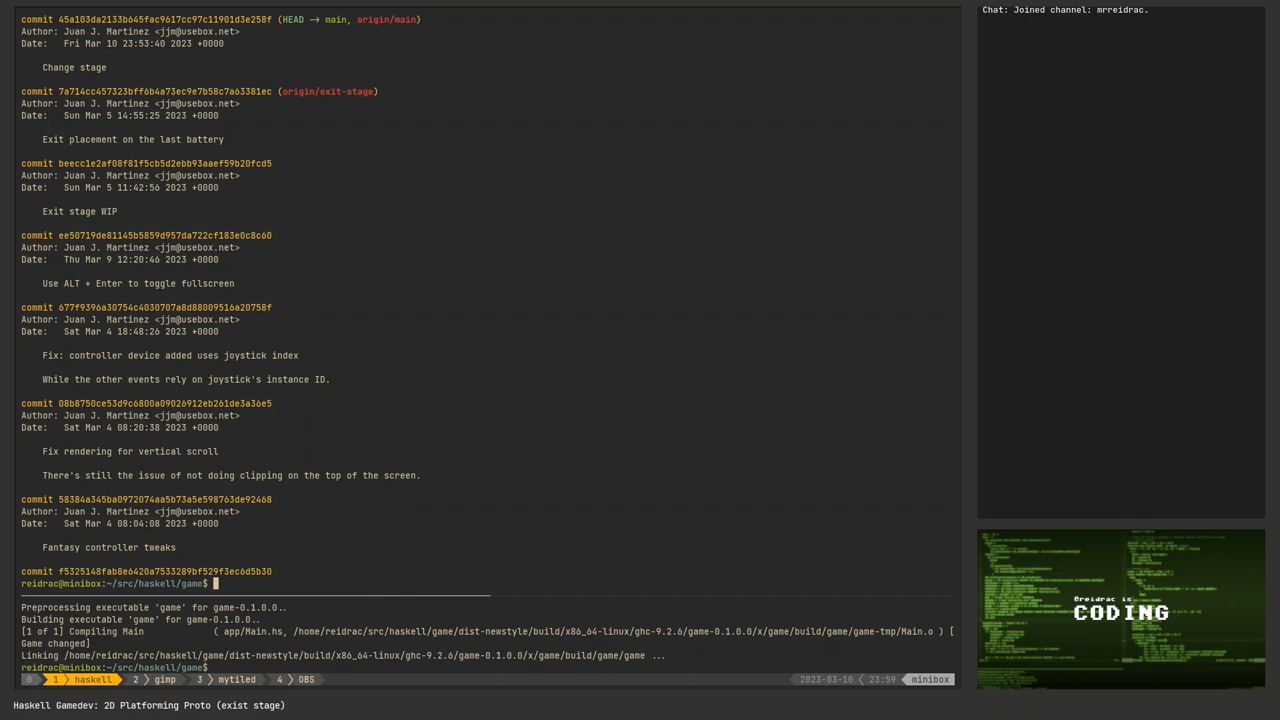 commit 45a103da2133b645fac9617cc97c11901d3e258f (HEAD -> main, origin/main)
Author: Juan J. Martinez <jjm@usebox.net>
Date:   Fri Mar 10 23:53:40 2023 +0000
Change stage
commit 7a714cc457323bff6b4a73ec9e7b58c7a63381ec (origin/exit-stage)
Author: Juan J. Martinez <jjm@usebox.net>
Date:   Sun Mar 5 14:55:25 2023 +0000
Exit placement on the last battery
commit beecc1e2af08f81f5cb5d2ebb93aaef59b20fcd5
Author: Juan J. Martinez <jjm@usebox.net>
Date:   Sun Mar 5 11:42:56 2023 +0000
Exit stage WIP
commit ee50719de81145b5859d957da722cf183e0c8c60
Author: Juan J. Martinez <jjm@usebox.net>
Date:   Thu Mar 9 12:20:46 2023 +0000
Use ALT + Enter to toggle fullscreen
commit 677f9396a30754c4030707a8d88009516a20758f
Author: Juan J. Martinez <jjm@usebox.net>
Date:   Sat Mar 4 18:48:26 2023 +0000
Fix: controller device added uses joystick index
While the other events rely on joystick's instance ID.
commit 08b8750ce53d9c6800a09026912eb261de3a36e5
Author: Juan J. Martinez <jjm@usebox.net>
Date:   Sat Mar 4 08:20:38 2023 +0000
Fix rendering for vertical scroll
There's still the issue of not doing clipping on the top of the screen.
commit 58384a345ba0972074aa5b73a5e598763de92468
Author: Juan J. Martinez <jjm@usebox.net>
Date:   Sat Mar 4 08:04:08 2023 +0000
Fantasy controller tweaks
commit f5325148fab8e6420a7533289bf529f3ec6d5b30
reidrac@minibox:~/src/haskell/game$
Preprocessing executable 'game' for game-0.1.0.0..
Building executable 'game' for game-0.1.0.0..
[1 of 1] Compiling Main             ( app/Main.hs, /home/reidrac/src/haskell/game/dist-newstyle/build/x86_64-linux/ghc-9.2.6/game-0.1.0.0/x/game/build/game/game-tmp/Main.o ) [
Game changed]
Linking /home/reidrac/src/haskell/game/dist-newstyle/build/x86_64-linux/ghc-9.2.6/game-0.1.0.0/x/game/build/game/game ...
reidrac@minibox:~/src/haskell/game$
0 1 haskell 2 gimp 3 mytiled 4 OBS 2023-03-10 23:59 minibox
Haskell Gamedev: 2D Platforming Proto (exist stage)
Chat: Joined channel: mrreidrac.
@reidrac is
CODING